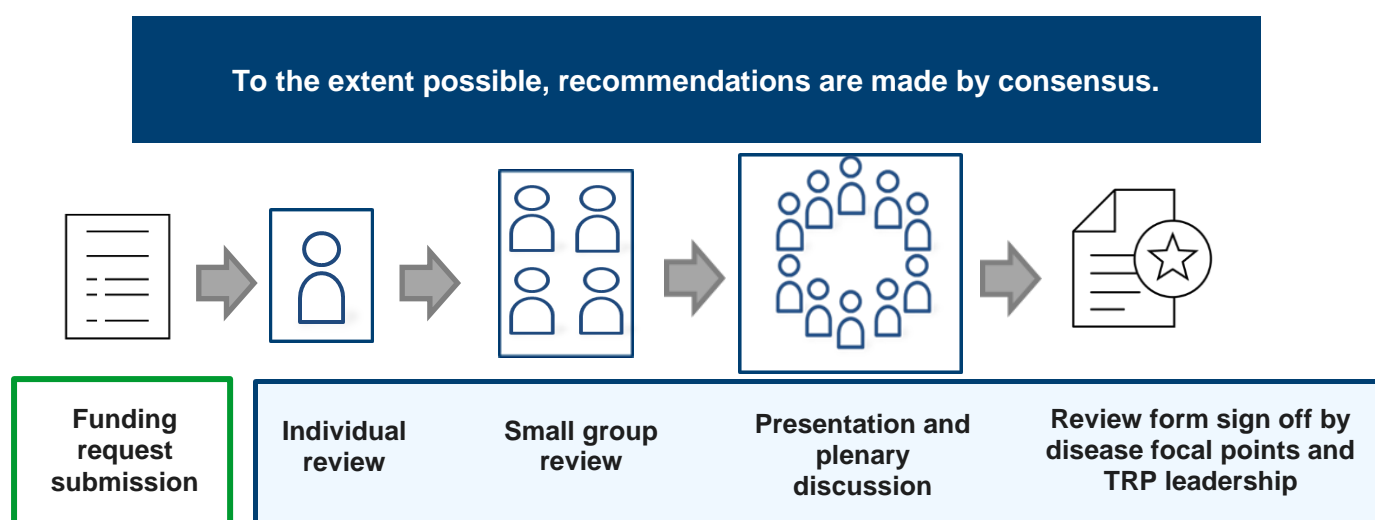 To the extent possible, recommendations are made by consensus.
Funding
request
submission
Individual
review
Small group
review
Presentation and
plenary
discussion
Review form sign off by
disease focal points and
TRP leadership